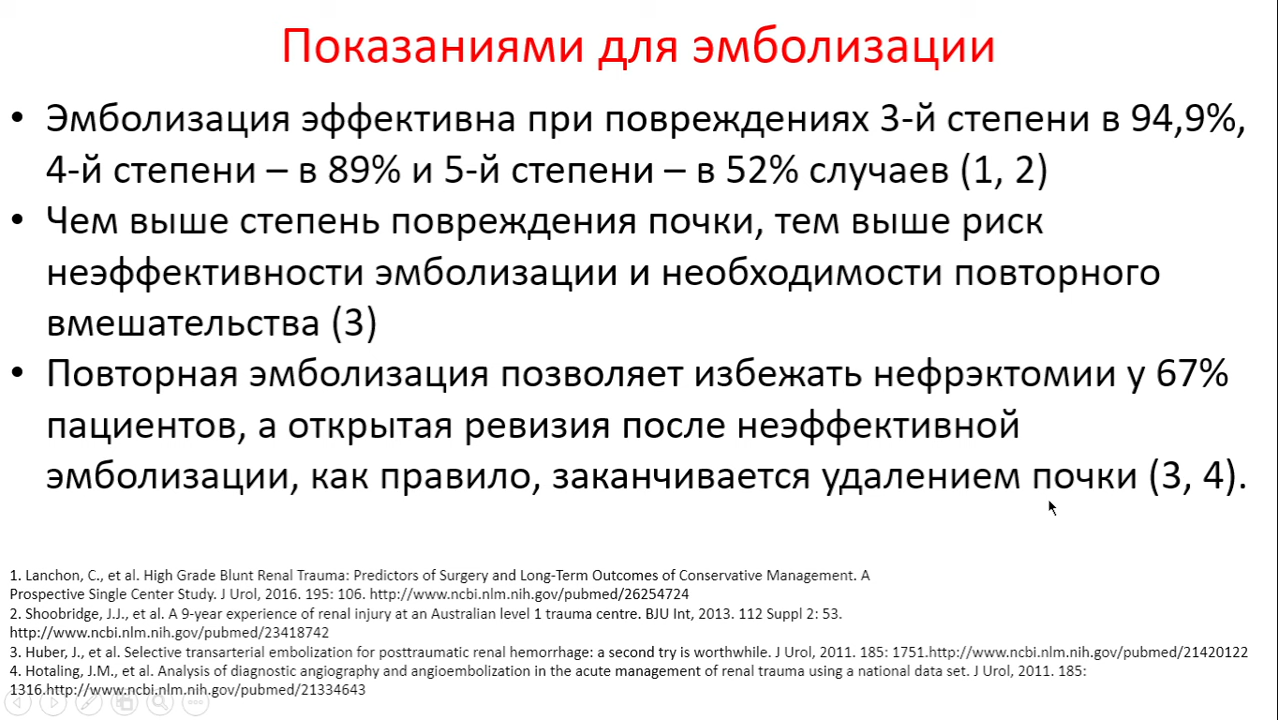 Показаниями для эмболизации
• Эмболизация эффективна при повреждениях 3-й степени в 94,9%,
4-й степени – в 89% и 5-й степени – в 52% случаев (1, 2)
• Чем выше степень повреждения почки, тем выше риск
неэффективности эмболизации и необходимости повторного
вмешательства (3)
• Повторная эмболизация позволяет избежать нефрэктомии у 67%
пациентов, а открытая ревизия после неэффективной
эмболизации, как правило, заканчивается удалением почки (3, 4).
1. Lanchon, C., et al. High Grade Blunt Renal Trauma: Predictors of Surgery and Long-Term Outcomes of Conservative Management. A
Prospective Single Center Study. J Urol, 2016. 195: 106. http://www.ncbi.nlm.nih.gov/pubmed/26254724
2. Shoobridge, J.J., et al. A 9-year experience of renal injury at an Australian level 1 trauma centre. BJU Int, 2013. 112 Suppl 2: 53.
http://www.ncbi.nlm.nih.gov/pubmed/23418742
3. Huber, J., et al. Selective transarterial embolization for posttraumatic renal hemorrhage: a second try is worthwhile. J Urol, 2011. 185: 1751.http://www.ncbi.nlm.nih.gov/pubmed/21420122
4. Hotaling, J.M., et al. Analysis of diagnostic angiography and angioembolization in the acute management of renal trauma using a national data set. J Urol, 2011. 185:
1316.http://www.ncbi.nlm.nih.gov/pubmed/21334643